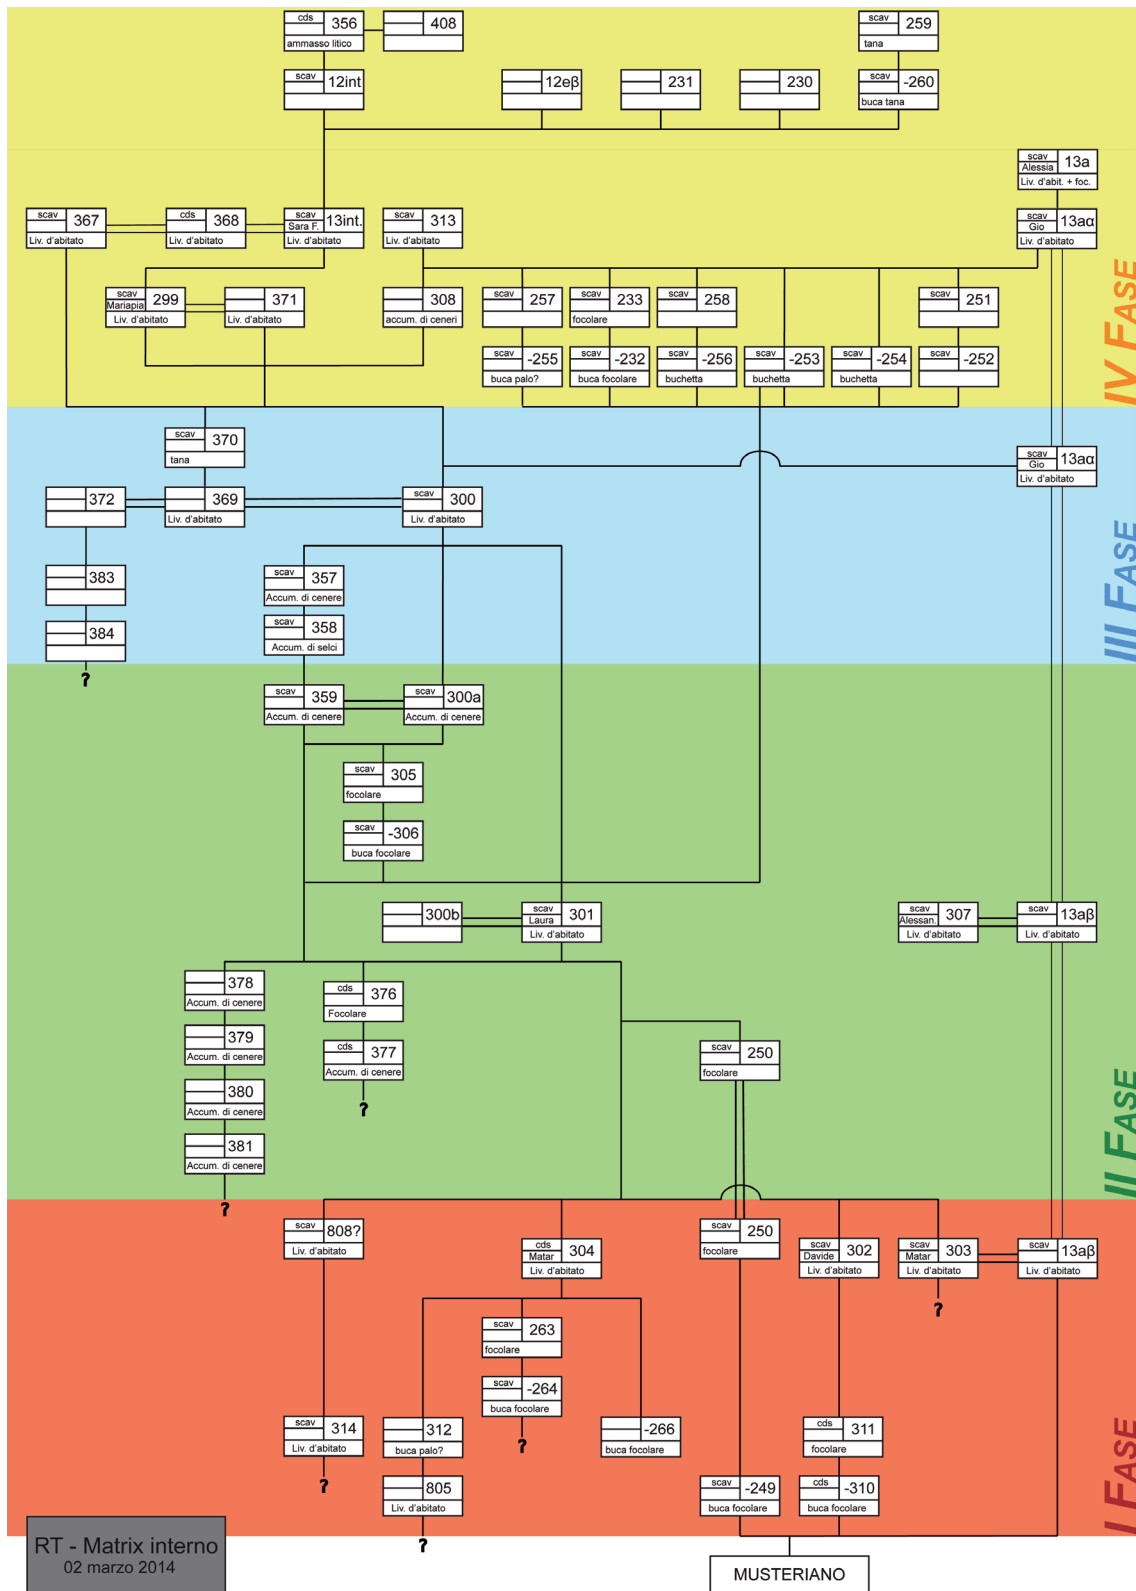 cds 356
ammasso litico
408
scav 259
tana
scav 12int
12eβ
231
230
scav -260
buca tana
scav 13a
Alessia
Liv. d'abit. + foc.
scav 367
Liv. d'abitato
cds 368
Liv. d'abitato
scav 13int.
Sara F.
Liv. d'abitato
scav 313
Liv. d'abitato
scav 13aα
Gio
Liv. d'abitato
scav 299
Mariapia
Liv. d'abitato
371
Liv. d'abitato
308
accum. di ceneri
scav 257
scav 233
focolare
scav 258
scav 251
scav -255
buca palo?
scav -232
buca focolare
scav -256
buchetta
scav -253
buchetta
scav -254
buchetta
scav -252
IV FASE
scav 370
tana
scav 13aα
Gio
Liv. d'abitato
372
369
Liv. d'abitato
scav 300
Liv. d'abitato
383
scav 357
Accum. di cenere
384
scav 358
Accum. di selci
III FASE
?
scav 359
Accum. di cenere
scav 300a
Accum. di cenere
scav 305
focolare
scav -306
buca focolare
300b
scav 301
Laura
Liv. d'abitato
scav 307
Alessan.
Liv. d'abitato
scav 13aβ
Liv. d'abitato
378
Accum. di cenere
cds 376
Focolare
379
Accum. di cenere
cds 377
Accum. di cenere
scav 250
focolare
380
Accum. di cenere
?
381
Accum. di cenere
?
II FASE
scav 808?
Liv. d'abitato
cds 304
Matar
Liv. d'abitato
scav 250
focolare
scav 302
Davide
Liv. d'abitato
scav 303
Matar
Liv. d'abitato
scav 13aβ
Liv. d'abitato
?
scav 263
focolare
scav -264
buca focolare
scav 314
Liv. d'abitato
312
buca palo?
?
-266
buca focolare
cds 311
focolare
?
805
Liv. d'abitato
scav -249
buca focolare
cds -310
buca focolare
?
I FASE
RT - Matrix interno
02 marzo 2014
MUSTERIANO